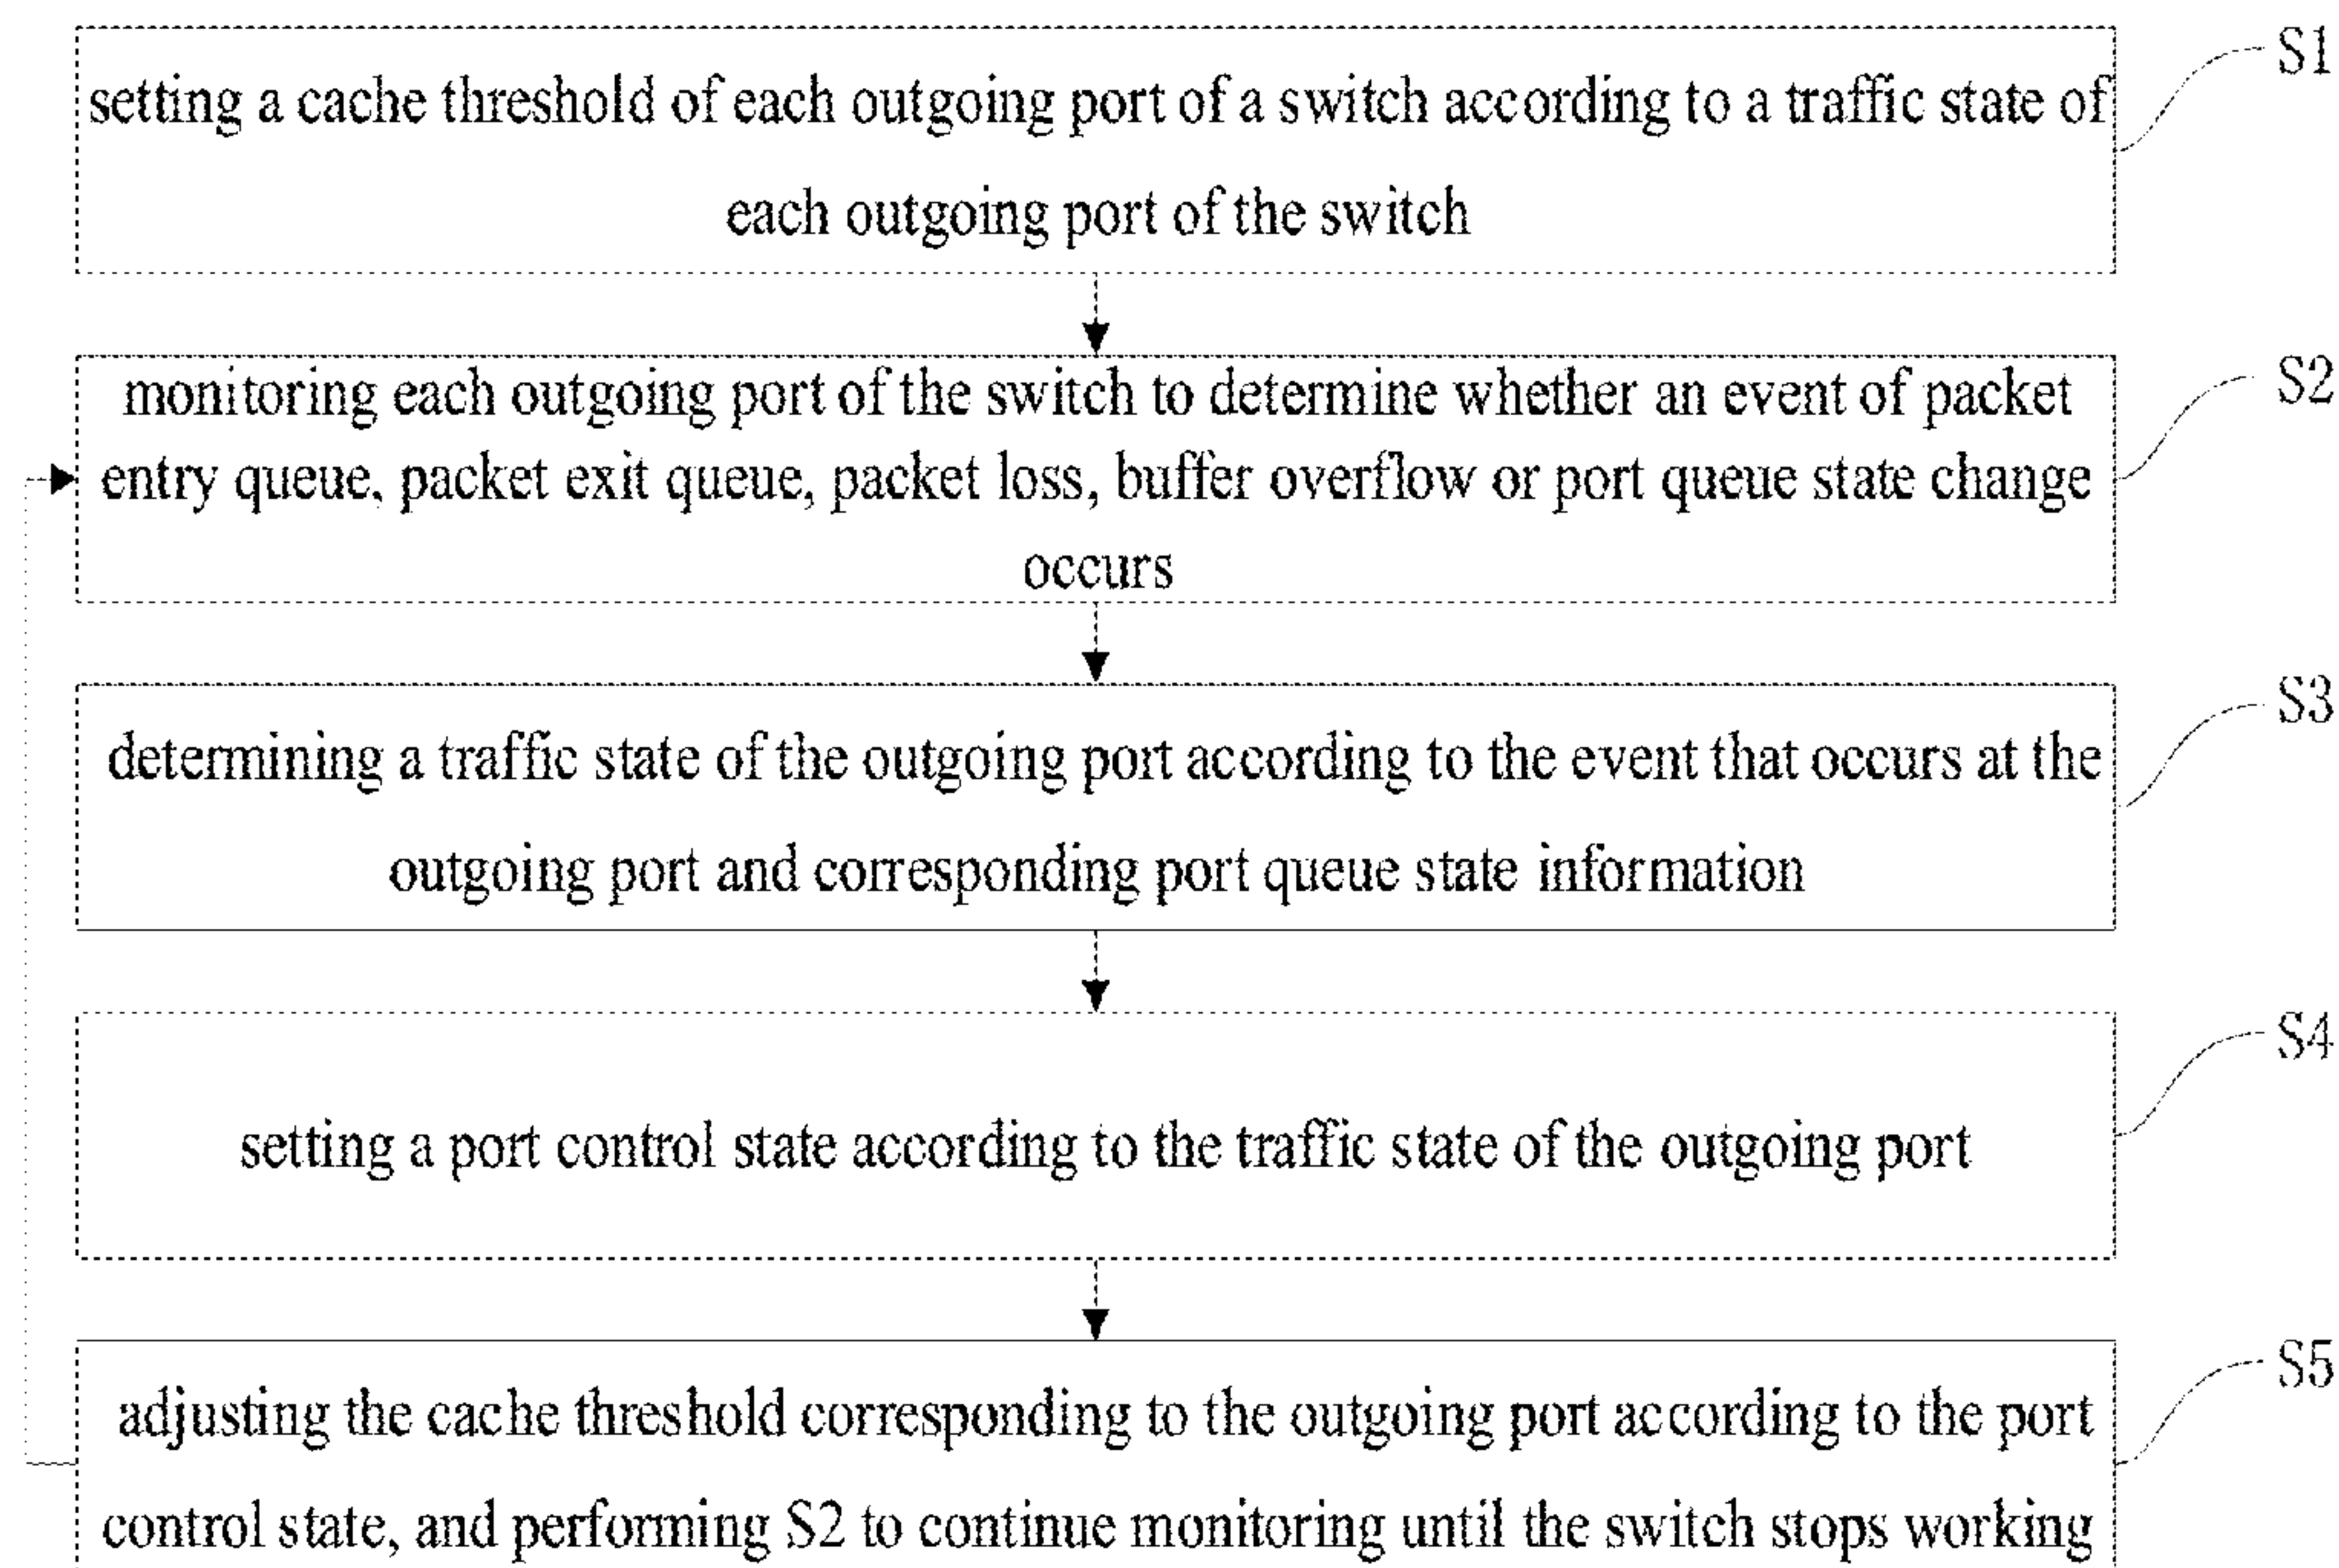 setting a cache threshold of each outgoing port of a switch according to a traffic state of
each outgoing port of the switch
S1
monitoring each outgoing port of the switch to determine whether an event of packet
entry queue, packet exit queue, packet loss, buffer overflow or port queue state change
occurs
S2
determining a traffic state of the outgoing port according to the event that occurs at the
outgoing port and corresponding port queue state information
S3
setting a port control state according to the traffic state of the outgoing port
S4
adjusting the cache threshold corresponding to the outgoing port according to the port
control state, and performing S2 to continue monitoring until the switch stops working
S5